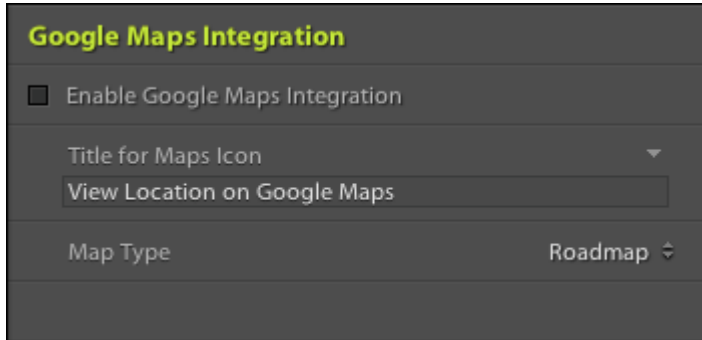 Google Maps Integration
Enable Google Maps Integration
Title for Maps Icon
View Location on Google Maps
Map Type Roadmap